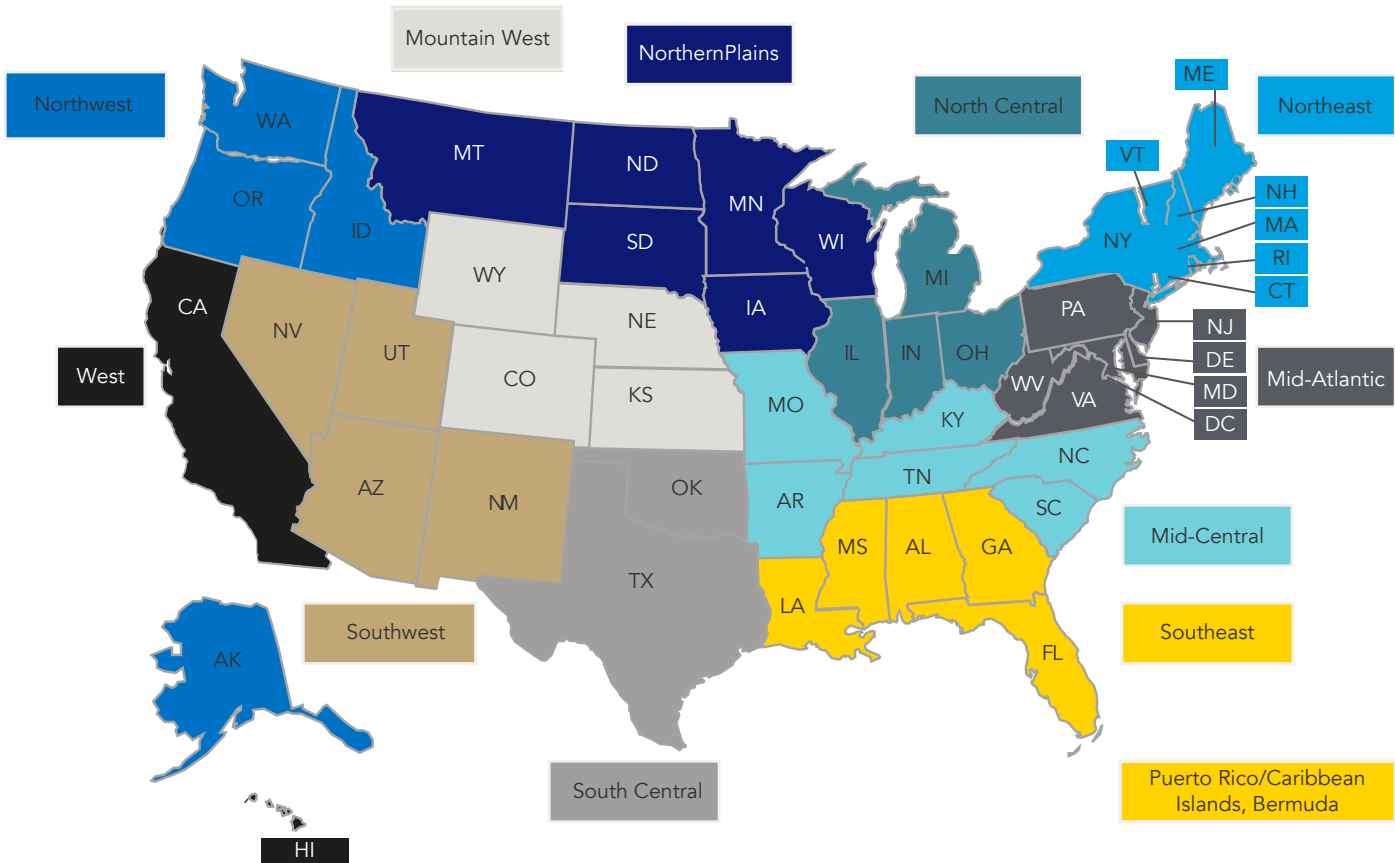 Mountain West
NorthernPlains
ME
Northwest
North Central
Northeast
WA
MT
ND
VT
OR
MN
NH
ID
SD
WI
NY
MA
RI
WY
MI
CT
CA
NE
IA
PA
NV
UT
NJ
IL
IN
OH
DE
West
CO
KS
WV
Mid-Atlantic
MO
KY
VA
MD
DC
AZ
NM
OK
TN
NC
AR
SC
Mid-Central
MS
AL
GA
TX
LA
Southwest
Southeast
AK
FL
South Central
Puerto Rico/Caribbean
Islands, Bermuda
HI